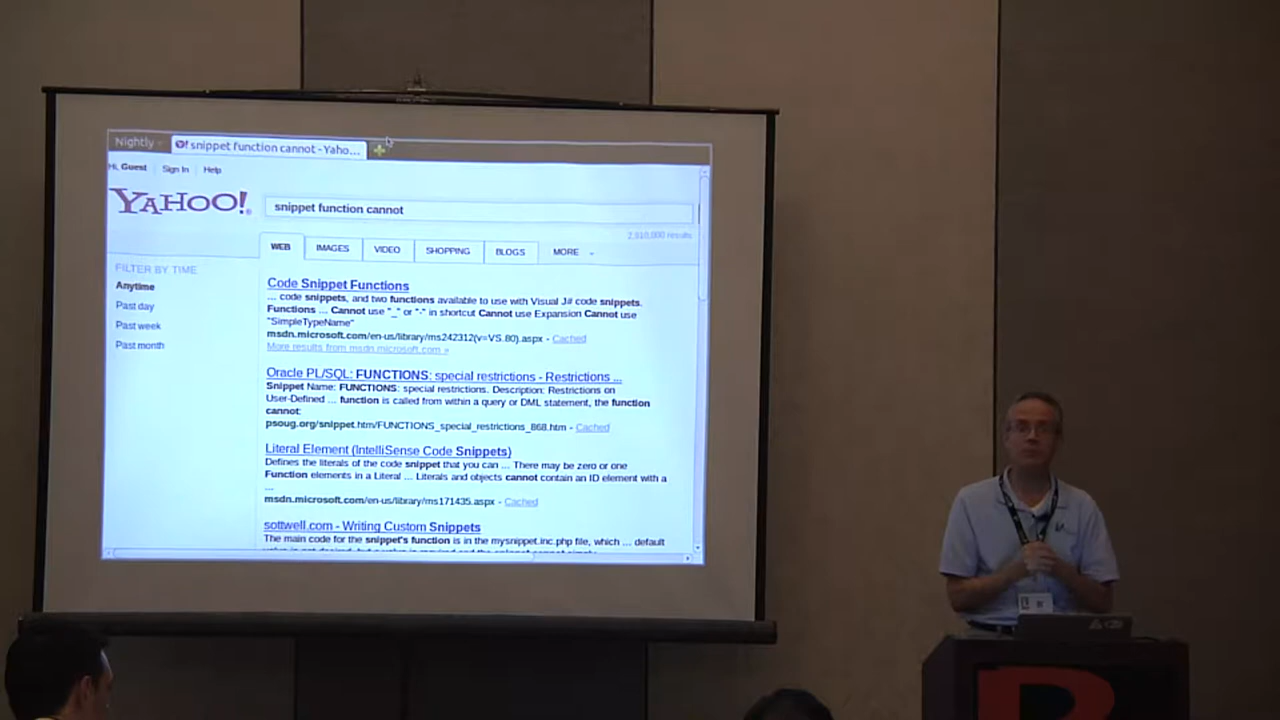 Nightly
Y! snippet function cannot - Yaho...
Hi, Guest Sign In Help
YAHOO!
snippet function cannot
2,910,000 results
WEB IMAGES VIDEO SHOPPING BLOGS MORE
FILTER BY TIME
Anytime
Past day
Past week
Past month
Code Snippet Functions
... code snippets, and two functions available to use with Visual J# code snippets.
Functions ... Cannot use "_" or "-" in shortcut Cannot use Expansion Cannot use
"SimpleTypeName"
msdn.microsoft.com/en-us/library/ms242312(v=VS.80).aspx - Cached
More results from msdn.microsoft.com »
Oracle PL/SQL: FUNCTIONS: special restrictions - Restrictions ...
Snippet Name: FUNCTIONS: special restrictions. Description: Restrictions on
User-Defined ... function is called from within a query or DML statement, the function
cannot:
psoug.org/snippet.htm/FUNCTIONS_special_restrictions_868.htm - Cached
Literal Element (IntelliSense Code Snippets)
Defines the literals of the code snippet that you can ... There may be zero or one
Function elements in a Literal ... Literals and objects cannot contain an ID element with a
...
msdn.microsoft.com/en-us/library/ms171435.aspx - Cached
sottwell.com - Writing Custom Snippets
The main code for the snippet's function is in the mysnippet.inc.php file, which ... default